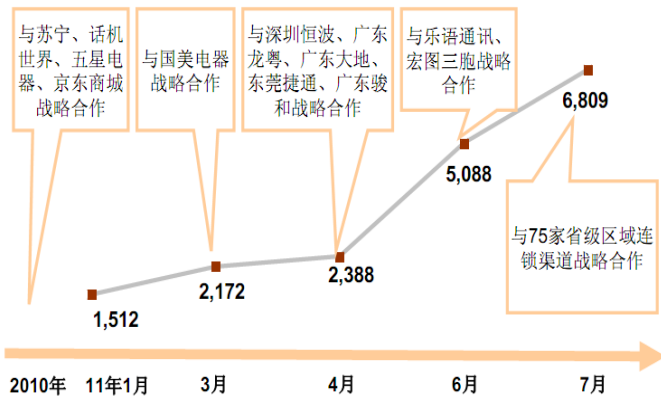 与苏宁、话机
世界、五星电
器、京东商城
战略合作
与国美电器
战略合作
与深圳恒波、广东
龙粤、广东大地、
东莞捷通、广东骏
和战略合作
与乐语通讯、
宏图三胞战略
合作
6,809
5,088
与75家省级区域连
锁渠道战略合作
2,388
2,172
1,512
2010年 11年1月 3月 4月 6月 7月